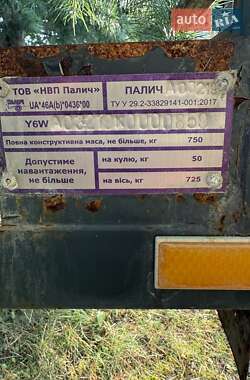 AUTO.RIA
ТОВ «НВП Палич»
UA*46A(b)*0436*00
ПАЛИЧ
ТУ У 29.2-33829141-001:2017
Y6W
Повна конструктивна маса, не більше, кг 750
Допустиме навантаження, не більше
на кулю, кг 50
на вісь, кг 725